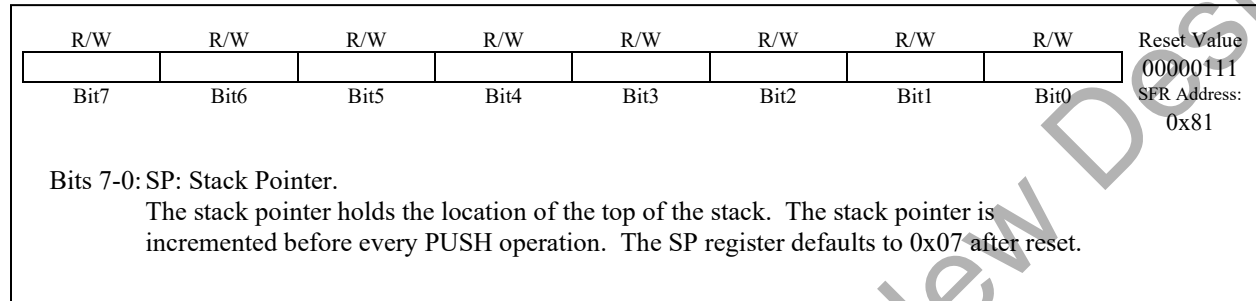 R/W R/W R/W R/W R/W R/W R/W R/W Reset Value
00000111
Bit7 Bit6 Bit5 Bit4 Bit3 Bit2 Bit1 Bit0 SFR Address:
0x81
Bits 7-0: SP: Stack Pointer.
The stack pointer holds the location of the top of the stack. The stack pointer is
incremented before every PUSH operation. The SP register defaults to 0x07 after reset.